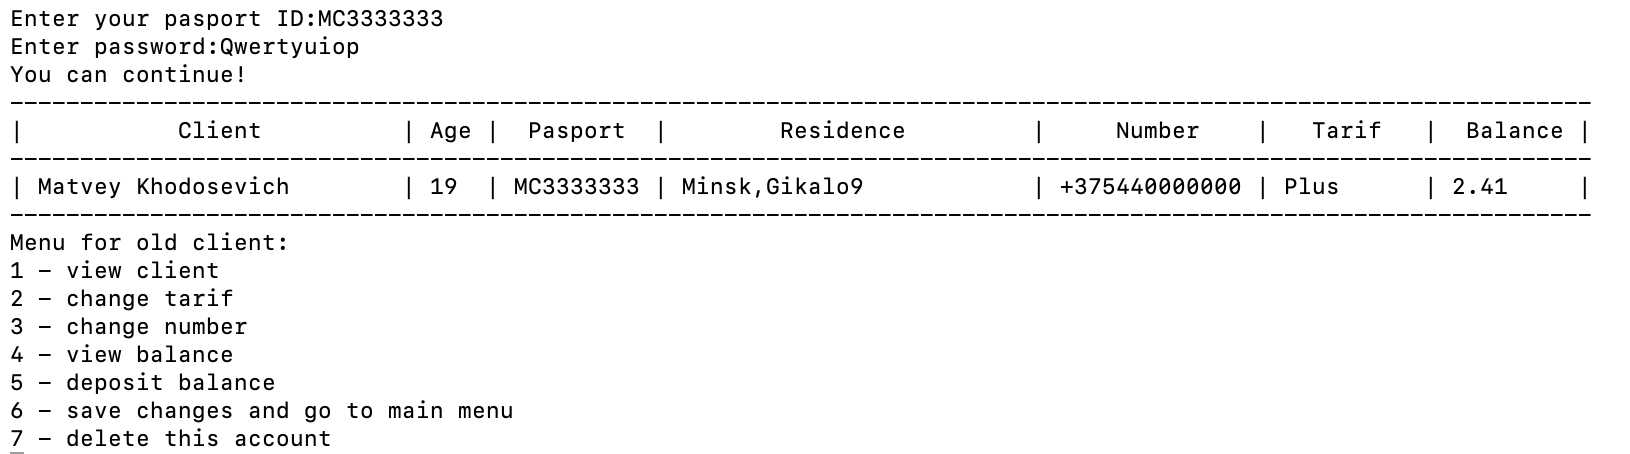 Enter your pasport ID:MC3333333
Enter password:Qwertyuiop
You can continue!
-----------------------------------------------------------------------------------------------------------------
|           Client          | Age |  Pasport  |        Residence         |     Number    |   Tarif   |  Balance |
-----------------------------------------------------------------------------------------------------------------
| Matvey Khodosevich        | 19  | MC3333333 | Minsk,Gikalo9            | +375440000000 | Plus      | 2.41     |
-----------------------------------------------------------------------------------------------------------------
Menu for old client:
1 - view client
2 - change tarif
3 - change number
4 - view balance
5 - deposit balance
6 - save changes and go to main menu
7 - delete this account